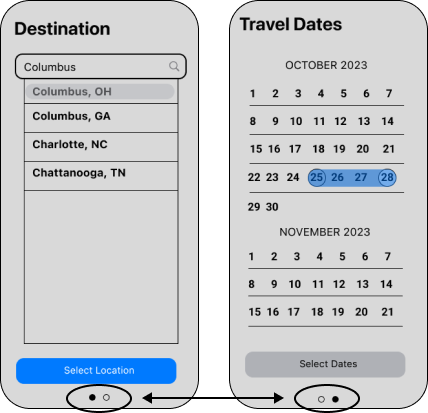 Destination
Columbus
Columbus, OH
Columbus, GA
Charlotte, NC
Chattanooga, TN
Select Location
Travel Dates
OCTOBER 2023
1 2 3 4 5 6 7
8 9 10 11 12 13 14
15 16 17 18 19 20 21
22 23 24 25 26 27 28
29 30
NOVEMBER 2023
1 2 3 4 5 6 7
8 9 10 11 12 13 14
15 16 17 18 19 20 21
Select Dates